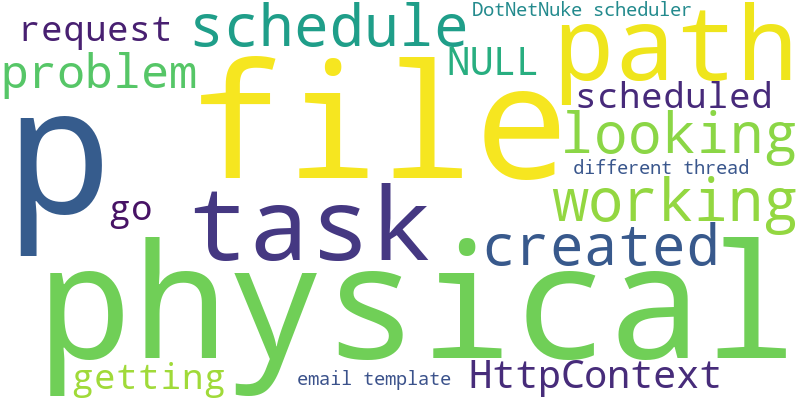 DotNetNuke scheduler
request
schedule
path
NULL
problem
file
scheduled
p
looking
different thread
working
task
go
created
physical
getting
email template
HttpContext